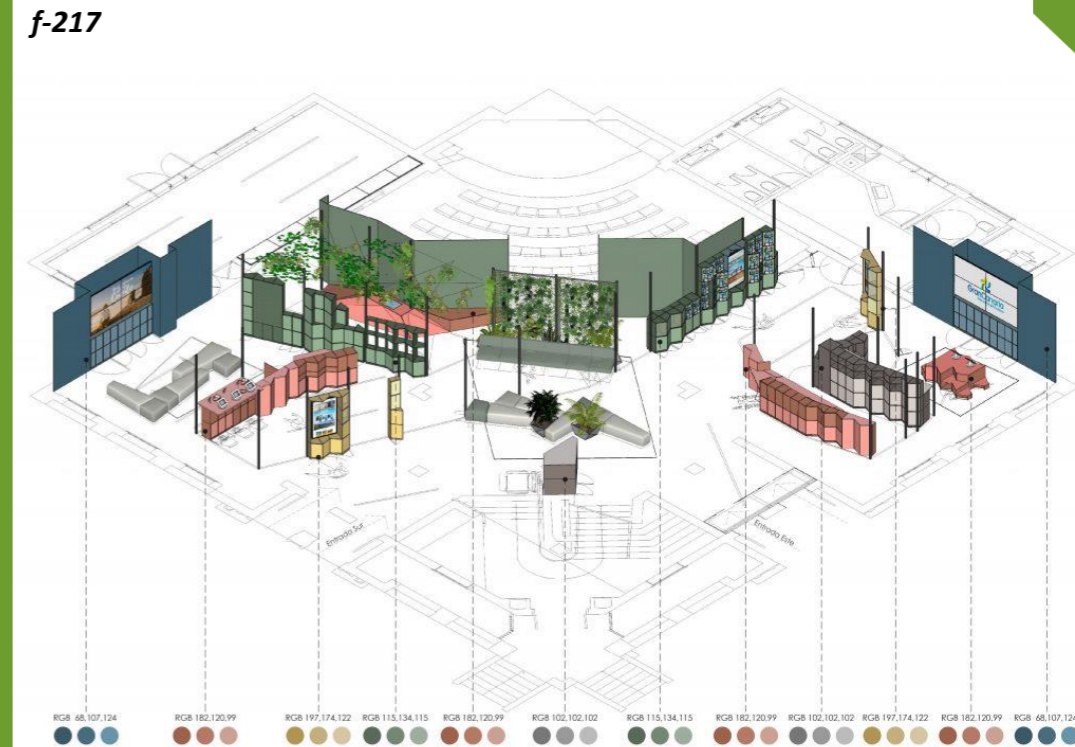 f-217
GranCanaria
Entrada Sur
Entrada Este
RGB 68,107,124
RGB 182,120,99
RGB 197,174,122
RGB 115,134,115
RGB 182,120,99
RGB 102,102,102
RGB 115,134,115
RGB 182,120,99
RGB 102,102,102
RGB 197,174,122
RGB 182,120,99
RGB 68,107,124